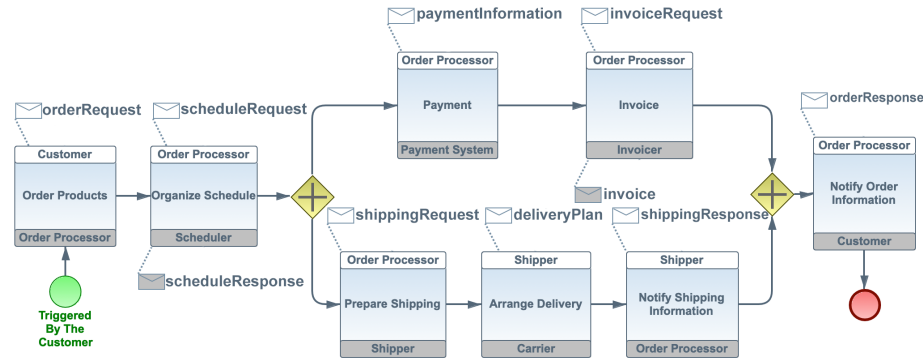 paymentInformation
invoiceRequest
Order Processor
Payment
Payment System
Order Processor
Invoice
Invoicer
invoice
orderRequest
Customer
Order Products
Order Processor
scheduleRequest
Order Processor
Organize Schedule
Scheduler
scheduleResponse
orderResponse
Order Processor
Notify Order
Information
Customer
shippingRequest
Order Processor
Prepare Shipping
Shipper
deliveryPlan
Shipper
Arrange Delivery
Carrier
shippingResponse
Shipper
Notify Shipping
Information
Order Processor
Triggered
By The
Customer